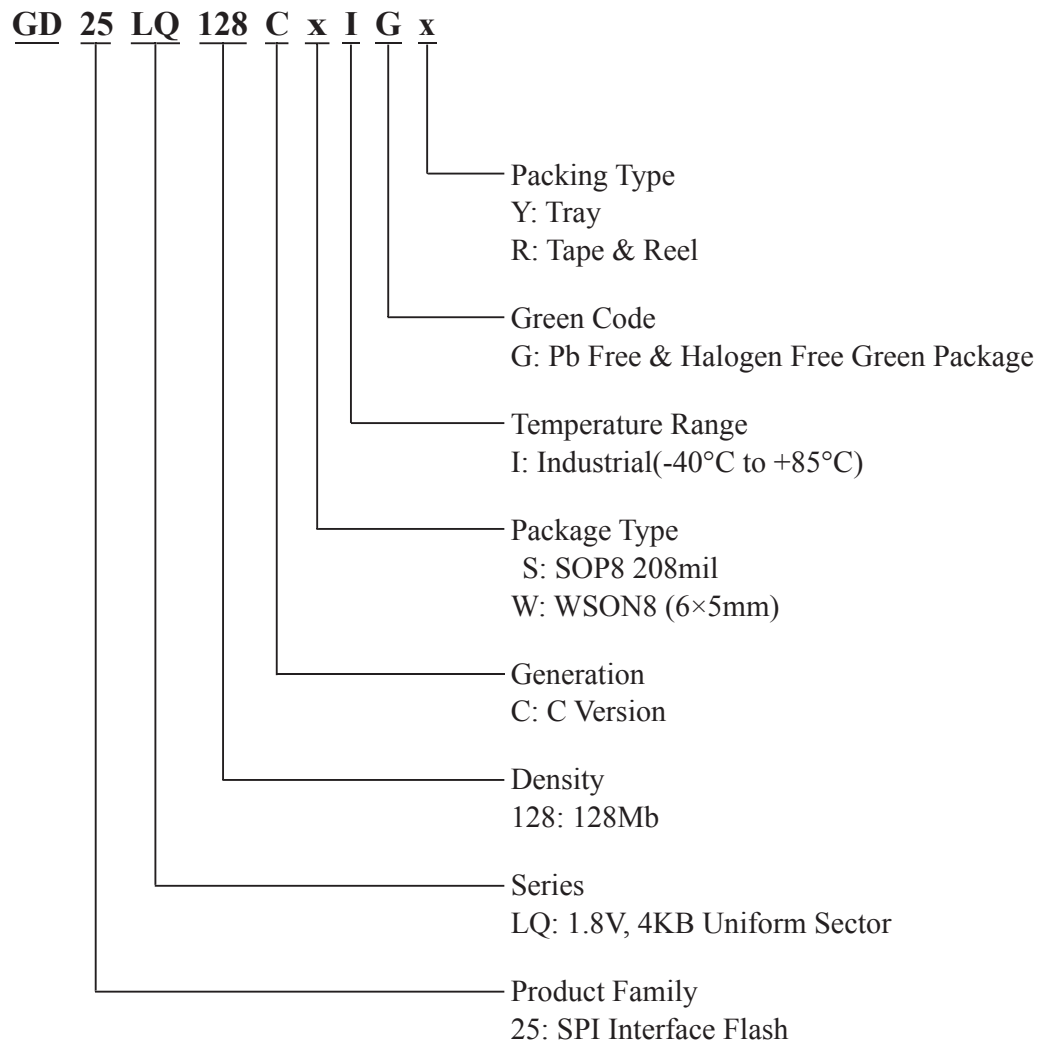 GD 25 LQ 128 C x I G x
Packing Type
Y: Tray
R: Tape & Reel
Green Code
G: Pb Free & Halogen Free Green Package
Temperature Range
I: Industrial(-40°C to +85°C)
Package Type
S: SOP8 208mil
W: WSON8 (6×5mm)
Generation
C: C Version
Density
128: 128Mb
Series
LQ: 1.8V, 4KB Uniform Sector
Product Family
25: SPI Interface Flash